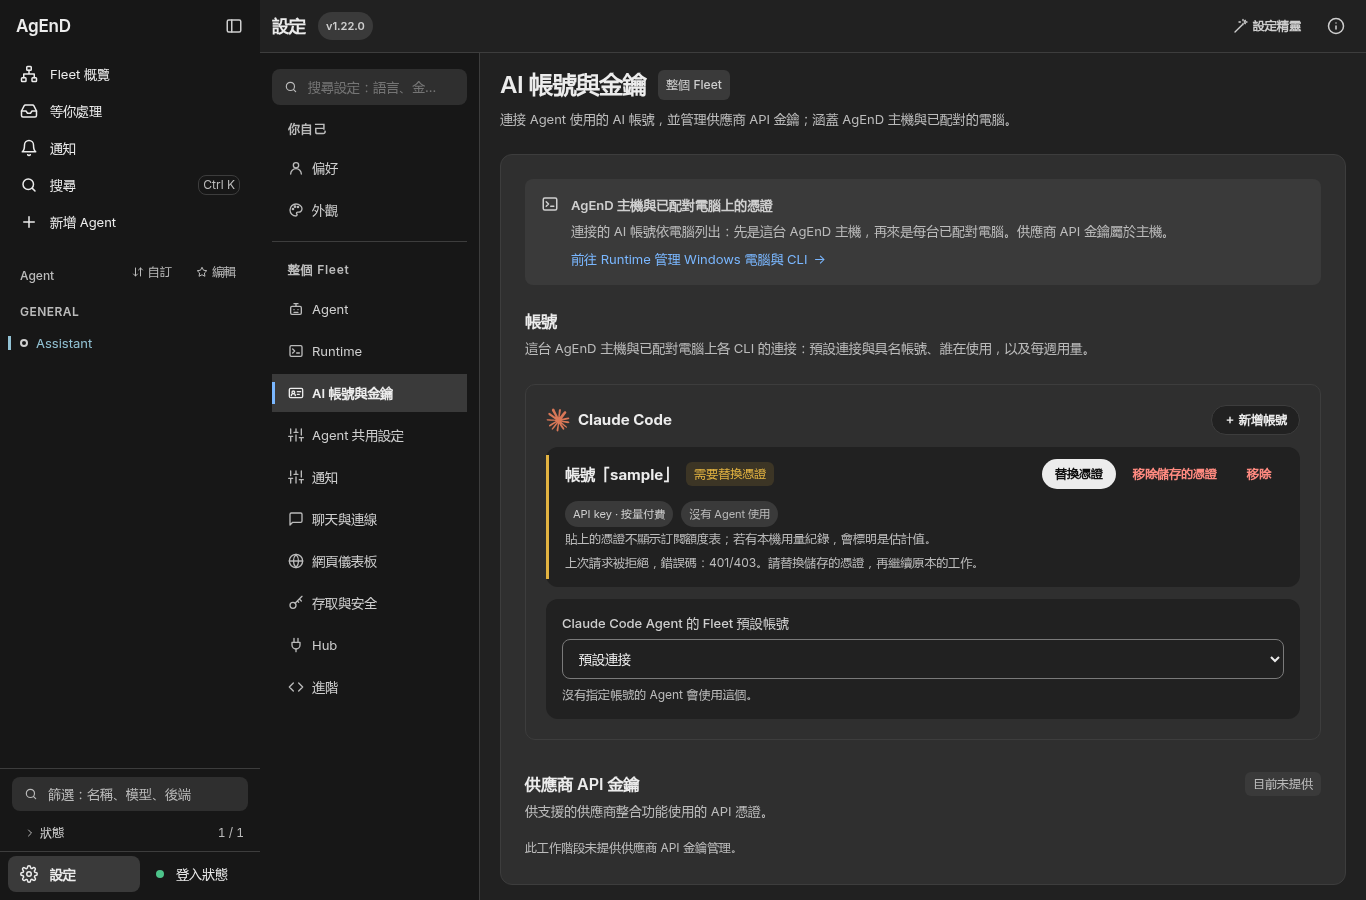 AgEnD
Fleet 概覽
等你處理
通知
搜尋
Ctrl K
新增 Agent
Agent
自訂
編輯
GENERAL
Assistant
篩選：名稱、模型、後端
狀態
1 / 1
設定
登入狀態
設定
v1.22.0
設定精靈
搜尋設定：語言、金...
你自己
偏好
外觀
整個 Fleet
Agent
Runtime
AI 帳號與金鑰
Agent 共用設定
通知
聊天與連線
網頁儀表板
存取與安全
Hub
進階
AI 帳號與金鑰
整個 Fleet
連接 Agent 使用的 AI 帳號，並管理供應商 API 金鑰；涵蓋 AgEnD 主機與已配對的電腦。
AgEnD 主機與已配對電腦上的憑證
連接的 AI 帳號依電腦列出：先是這台 AgEnD 主機，再來是每台已配對電腦。供應商 API 金鑰屬於主機。
前往 Runtime 管理 Windows 電腦與 CLI →
帳號
這台 AgEnD 主機與已配對電腦上各 CLI 的連接：預設連接與具名帳號、誰在使用，以及每週用量。
Claude Code
+ 新增帳號
帳號「sample」
需要替換憑證
替換憑證
移除儲存的憑證
移除
API key · 按量付費
沒有 Agent 使用
貼上的憑證不顯示訂閱額度表；若有本機用量紀錄，會標明是估計值。
上次請求被拒絕，錯誤碼：401/403。請替換儲存的憑證，再繼續原本的工作。
Claude Code Agent 的 Fleet 預設帳號
預設連接
沒有指定帳號的 Agent 會使用這個。
供應商 API 金鑰
目前未提供
供支援的供應商整合功能使用的 API 憑證。
此工作階段未提供供應商 API 金鑰管理。